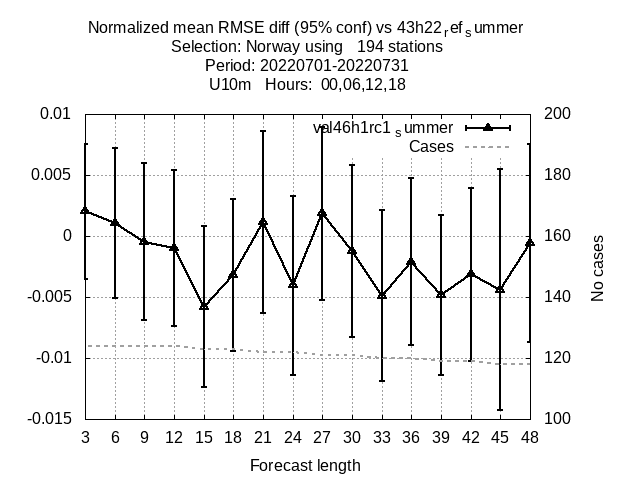 Normalized mean RMSE diff (95% conf) vs 43h22refsummer
Selection: Norway using   194 stations
Period: 20220701-20220731
U10m   Hours:  00,06,12,18
0.01
0.005
0
-0.005
-0.01
-0.015
200
180
160
140
120
100
val46h1rc1summer
Cases
No cases
3 6 9 12 15 18 21 24 27 30 33 36 39 42 45 48
Forecast length